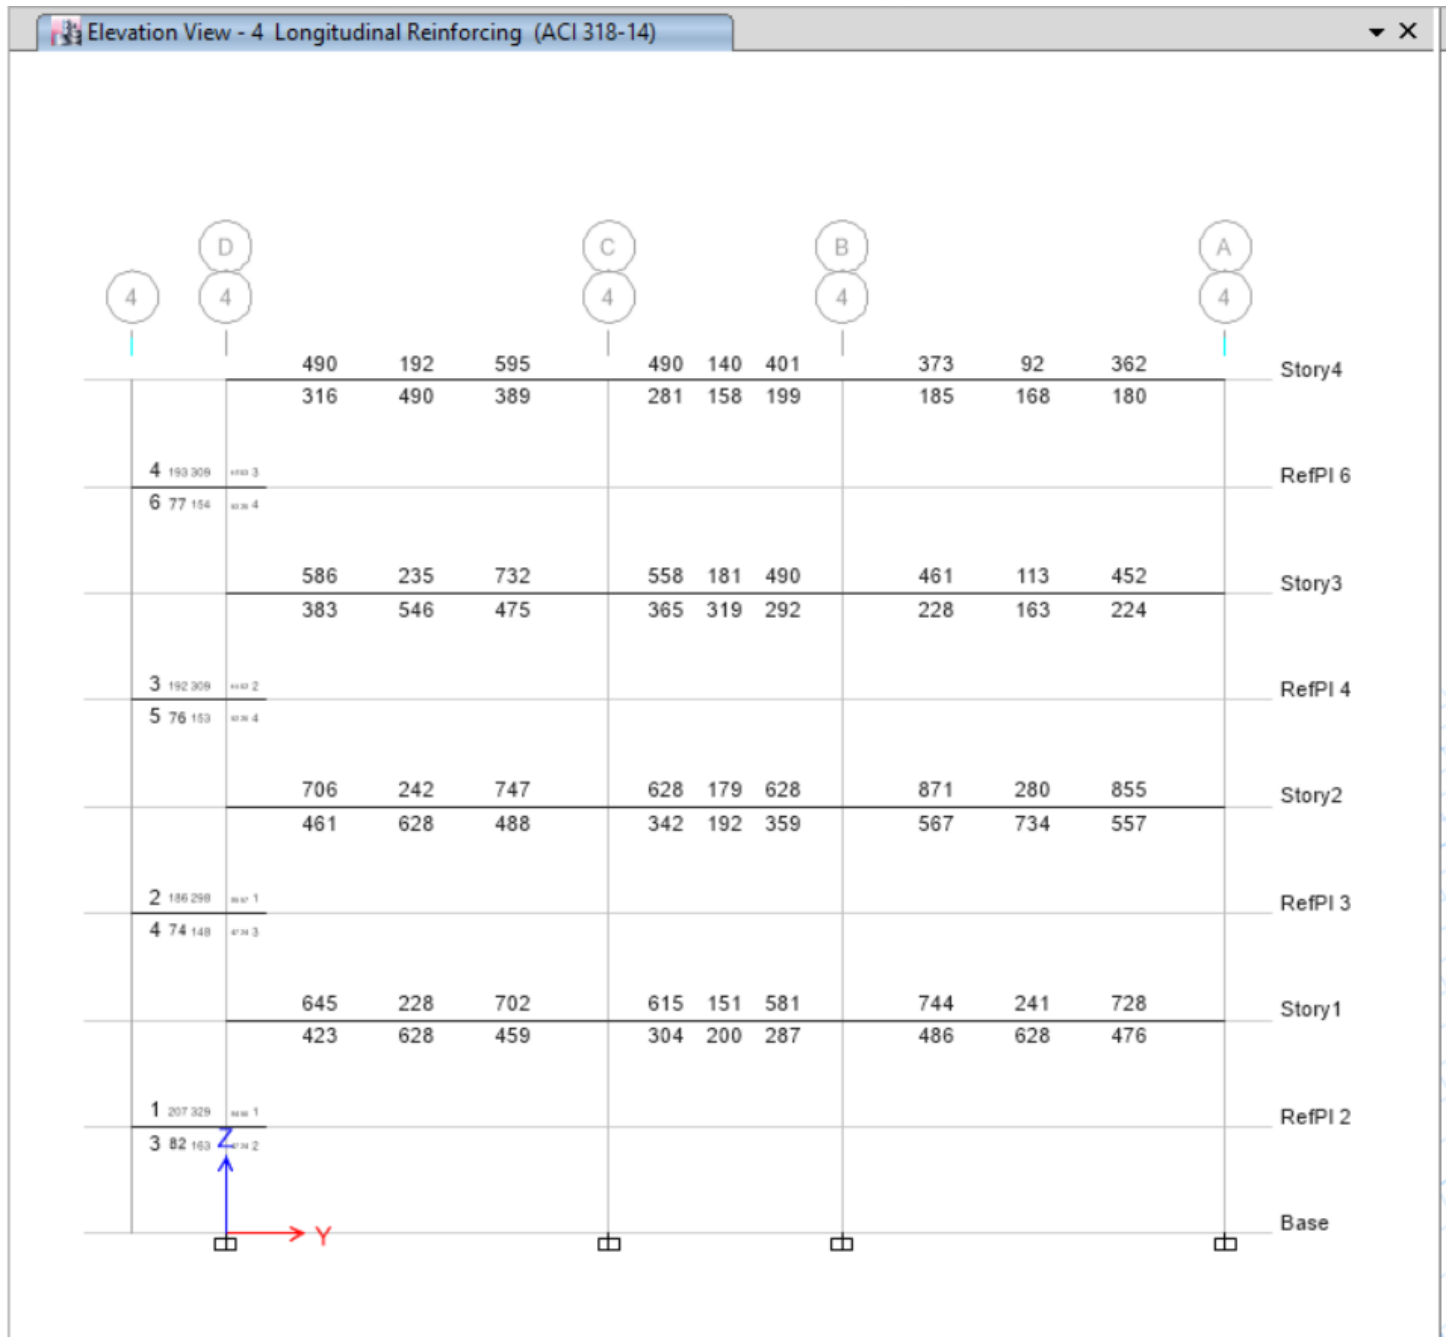 Elevation View - 4 Longitudinal Reinforcing (ACI 318-14)
D C B A
4 4 4 4 4
490 192 595 490 140 401 373 92 362 Story4
316 490 389 281 158 199 185 168 180
4 193 309 3 RefPl 6
6 77 154 4
586 235 732 558 181 490 461 113 452 Story3
383 546 475 365 319 292 228 163 224
3 192 309 2 RefPl 4
5 76 153 4
706 242 747 628 179 628 871 280 855 Story2
461 628 488 342 192 359 567 734 557
2 186 298 1 RefPl 3
4 74 148 3
645 228 702 615 151 581 744 241 728 Story1
423 628 459 304 200 287 486 628 476
1 207 329 1 RefPl 2
3 82 163 Z 2
Y Base